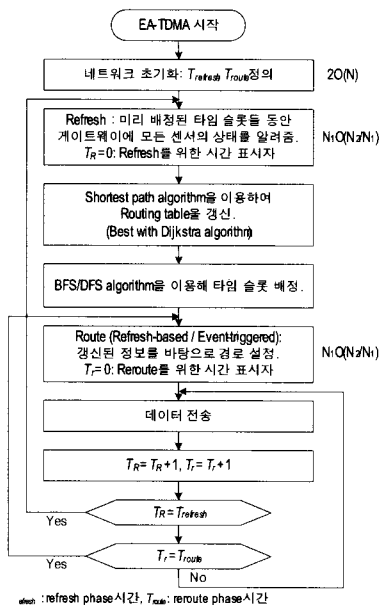 EA-TDMA 시작
네트워크 초기화: Trefresh Troute정의
2O(N)
Refresh : 미리 배정된 타임 슬롯들 동안
게이트웨이에 모든 센서의 상태를 알려줌.
TR=0: Refresh를 위한 시간 표시자
N1O(N2/N1)
Shortest path algorithm을 이용하여
Routing table을 갱신.
(Best with Dijkstra algorithm)
BFS/DFS algorithm을 이용해 타임 슬롯 배정.
Route (Refresh-based / Event-triggered):
갱신된 정보를 바탕으로 경로 설정.
Tr=0: Reroute를 위한 시간 표시자
N1O(N2/N1)
데이터 전송
TR= TR+1, Tr= Tr+1
TR= Trefresh
Yes
Tr= Troute
Yes
No
efresh :refresh phase시간, Troute: reroute phase시간